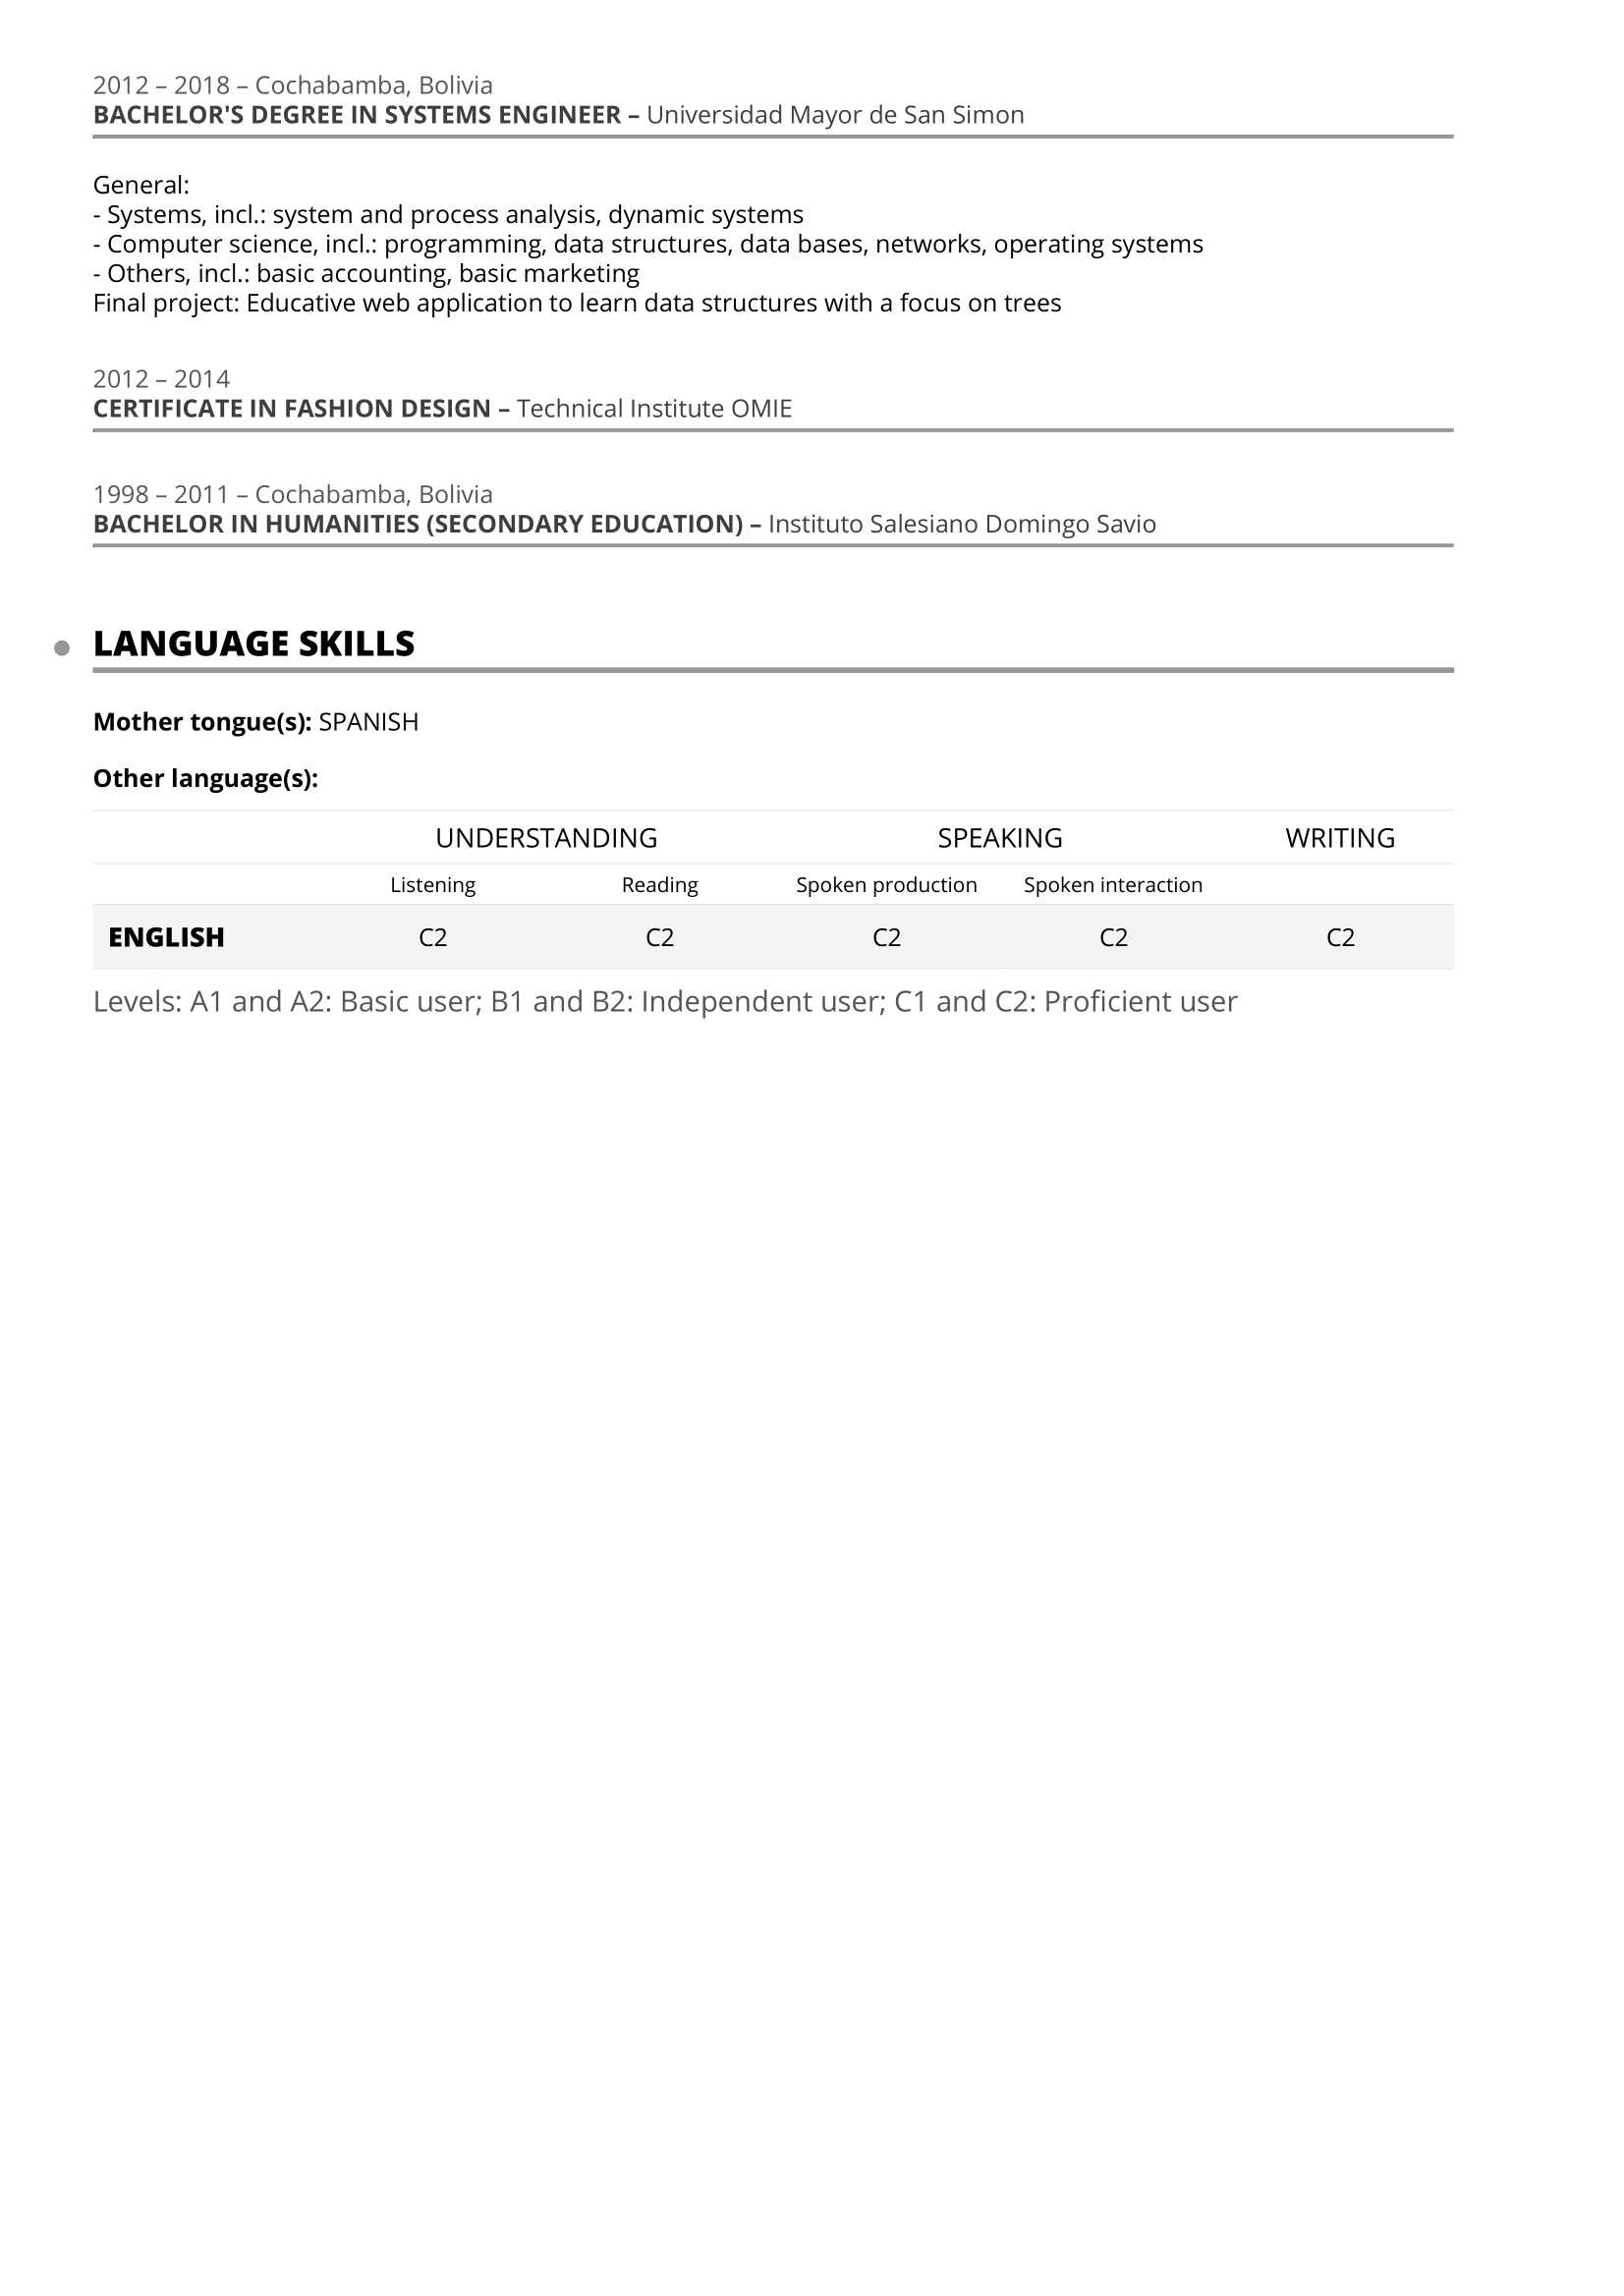 2012 – 2018 – Cochabamba, Bolivia
BACHELOR'S DEGREE IN SYSTEMS ENGINEER – Universidad Mayor de San Simon
General:
- Systems, incl.: system and process analysis, dynamic systems
- Computer science, incl.: programming, data structures, data bases, networks, operating systems
- Others, incl.: basic accounting, basic marketing
Final project: Educative web application to learn data structures with a focus on trees
2012 – 2014
CERTIFICATE IN FASHION DESIGN – Technical Institute OMIE
1998 – 2011 – Cochabamba, Bolivia
BACHELOR IN HUMANITIES (SECONDARY EDUCATION) – Instituto Salesiano Domingo Savio
LANGUAGE SKILLS
Mother tongue(s): SPANISH
Other language(s):
UNDERSTANDING SPEAKING WRITING
Listening Reading Spoken production Spoken interaction
ENGLISH C2 C2 C2 C2 C2
Levels: A1 and A2: Basic user; B1 and B2: Independent user; C1 and C2: Proficient user